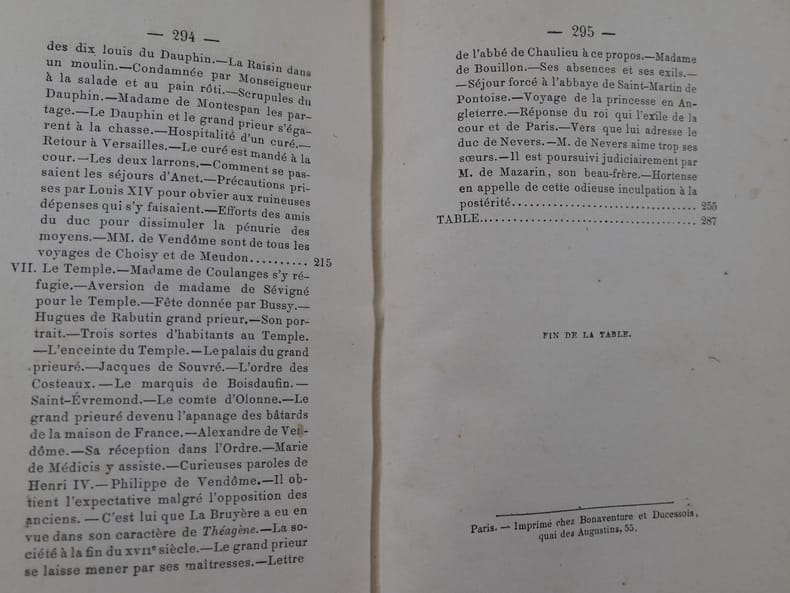 — 294 —
des dix louis du Dauphin.—La Raisin dans
un moulin.—Condamnée par Monseigneur
à la salade et au pain rôti.—Scrupules du
Dauphin.—Madame de Montespan les par-
tage.—Le Dauphin et le grand prieur s'éga-
rent à la chasse.—Hospitalité d'un curé.—
Retour à Versailles.—Le curé est mandé à la
cour.—Les deux larrons.—Comment se pas-
saient les séjours d'Anet.—Précautions pri-
ses par Louis XIV pour obvier aux ruineuses
dépenses qui s'y faisaient.—Efforts des amis
du duc pour dissimuler la pénurie des
moyens.—MM. de Vendôme sont de tous les
voyages de Choisy et de Meudon.......... 215
VII. Le Temple.—Madame de Coulanges s'y ré-
fugie.—Aversion de madame de Sévigné
pour le Temple.—Fête donnée par Bussy.—
Hugues de Rabutin grand prieur.—Son por-
trait.—Trois sortes d'habitants au Temple.
—L'enceinte du Temple.—Le palais du grand
prieuré.—Jacques de Souvré.—L'ordre des
Costeaux.—Le marquis de Boisdaufin.—
Saint-Évremond.—Le comte d'Olonne.—Le
grand prieuré devenu l'apanage des bâtards
de la maison de France.—Alexandre de Ven-
dôme.—Sa réception dans l'Ordre.—Marie
de Médicis y assiste.—Curieuses paroles de
Henri IV.—Philippe de Vendôme.—Il ob-
tient l'expectative malgré l'opposition des
anciens.—C'est lui que La Bruyère a eu en
vue dans son caractère de Théagène.—La so-
ciété à la fin du XVIIe siècle.—Le grand prieur
se laisse mener par ses maîtresses.—Lettre
— 295 —
de l'abbé de Chaulieu à ce propos.—Madame
de Bouillon.—Ses absences et ses exils.—
—Séjour forcé à l'abbaye de Saint-Martin de
Pontoise.—Voyage de la princesse en An-
gleterre.—Réponse du roi qui l'exile de la
cour et de Paris.—Vers que lui adresse le
duc de Nevers.—M. de Nevers aime trop ses
sœurs.—Il est poursuivi judiciairement par
M. de Mazarin, son beau-frère.—Hortense
en appelle de cette odieuse inculpation à la
postérité................................ 255
TABLE..................................... 287
FIN DE LA TABLE.
Paris. — Imprimé chez Bonaventure et Ducessois,
quai des Augustins, 55.